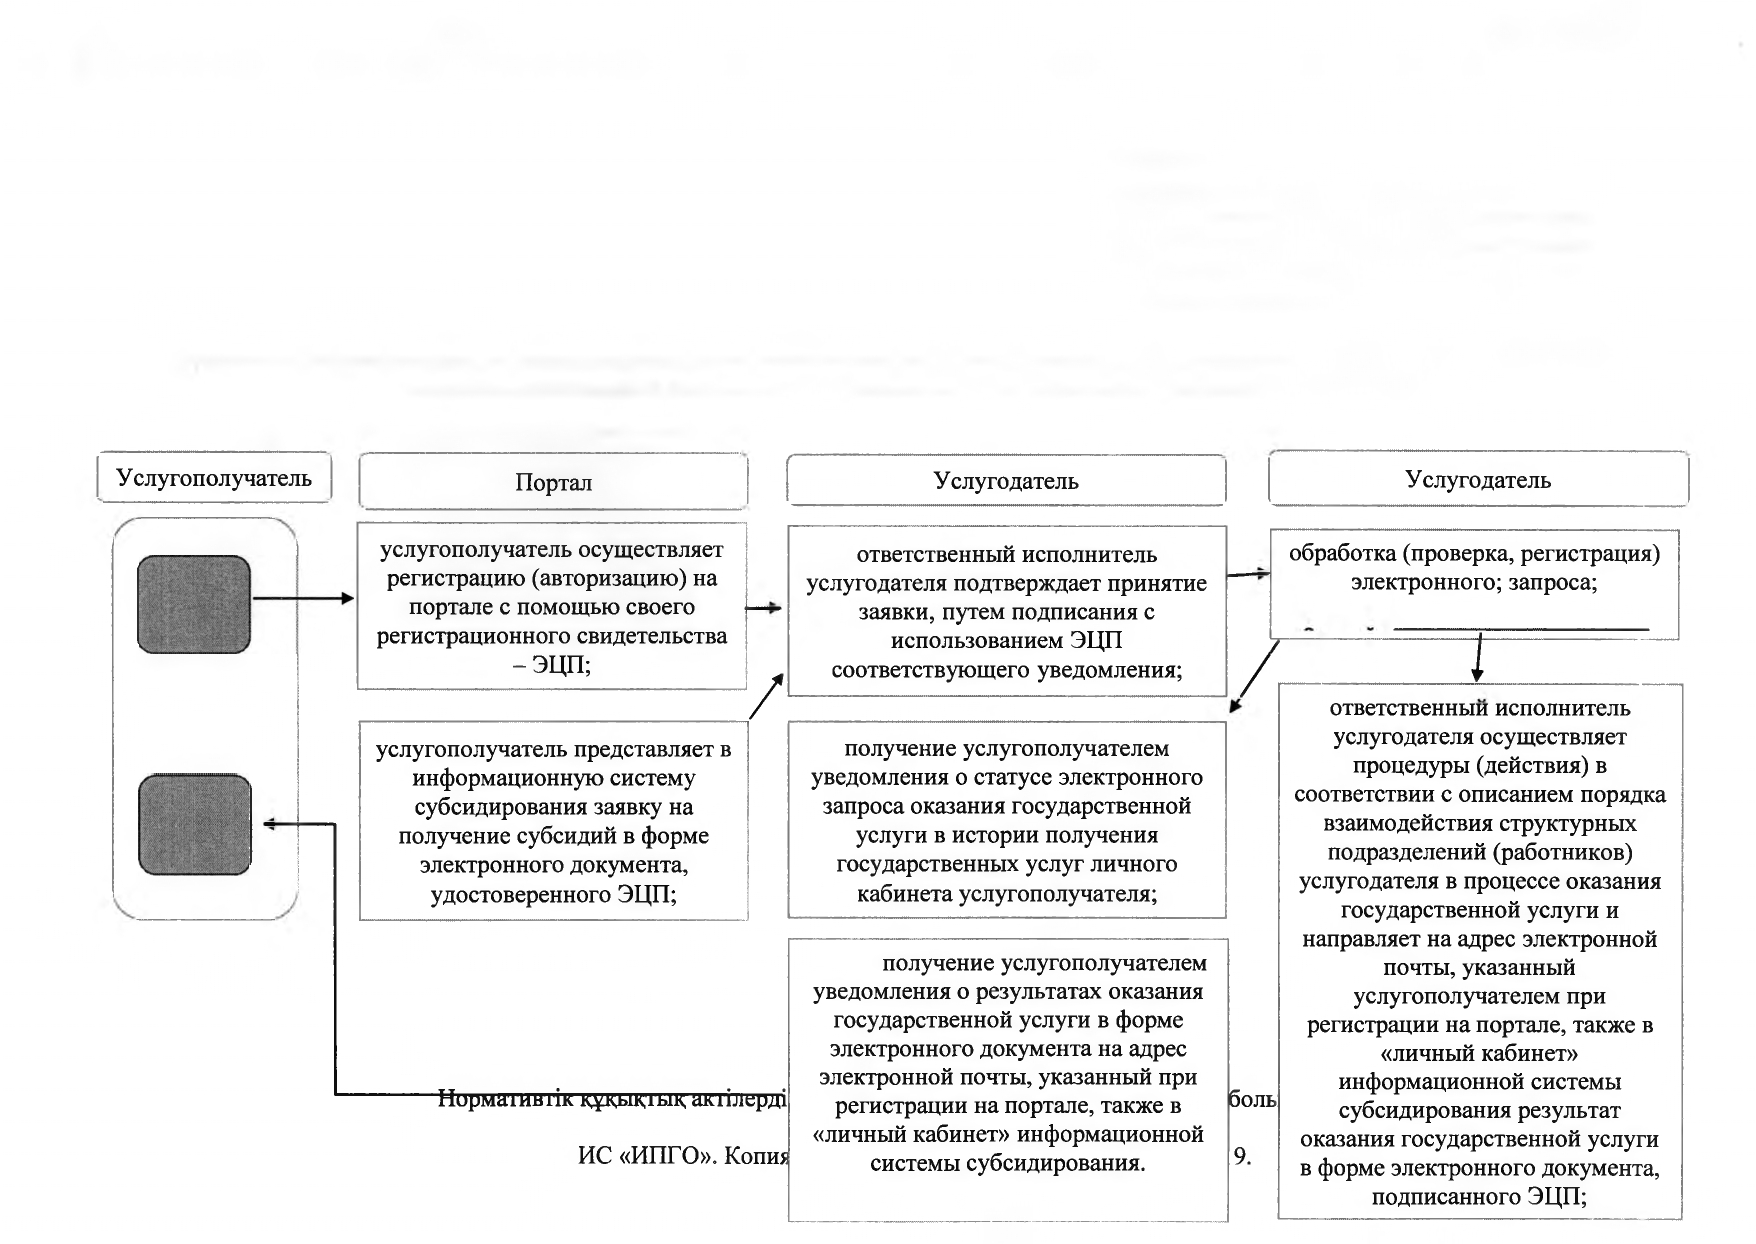 Услугополучатель
Портал
Услугодатель
Услугодатель
услугополучатель осуществляет
регистрацию (авторизацию) на
портале с помощью своего
регистрационного свидетельства
– ЭЦП;
услугополучатель представляет в
информационную систему
субсидирования заявку на
получение субсидий в форме
электронного документа,
удостоверенного ЭЦП;
ответственный исполнитель
услугодателя подтверждает принятие
заявки, путем подписания с
использованием ЭЦП
соответствующего уведомления;
получение услугополучателем
уведомления о статусе электронного
запроса оказания государственной
услуги в истории получения
государственных услуг личного
кабинета услугополучателя;
получение услугополучателем
уведомления о результатах оказания
государственной услуги в форме
электронного документа на адрес
электронной почты, указанный при
регистрации на портале, также в
«личный кабинет» информационной
системы субсидирования.
обработка (проверка, регистрация)
электронного; запроса;
ответственный исполнитель
услугодателя осуществляет
процедуры (действия) в
соответствии с описанием порядка
взаимодействия структурных
подразделений (работников)
услугодателя в процессе оказания
государственной услуги и
направляет на адрес электронной
почты, указанный
услугополучателем при
регистрации на портале, также в
«личный кабинет»
информационной системы
субсидирования результат
оказания государственной услуги
в форме электронного документа,
подписанного ЭЦП;
Нормативтік құқықтық актілерді боль
ИС «ИПГО». Копия 9.